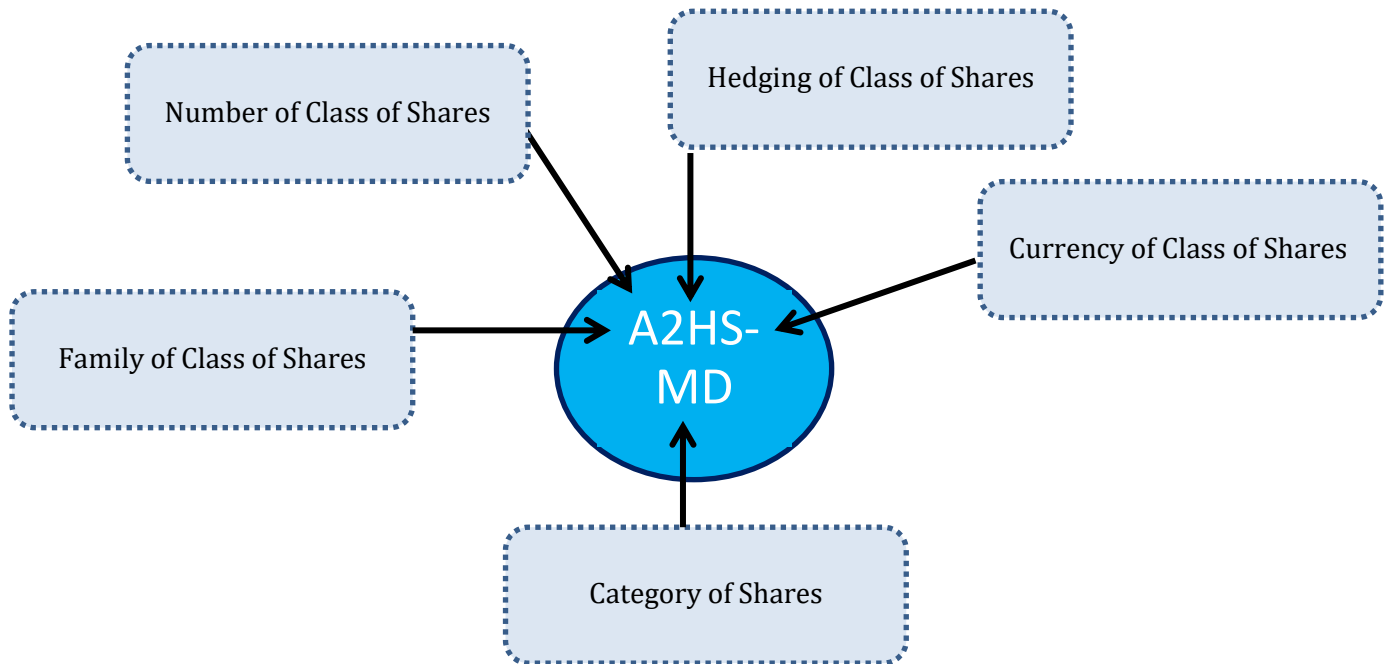 Hedging of Class of Shares
Number of Class of Shares
Currency of Class of Shares
A2HS-
MD
Family of Class of Shares
Category of Shares